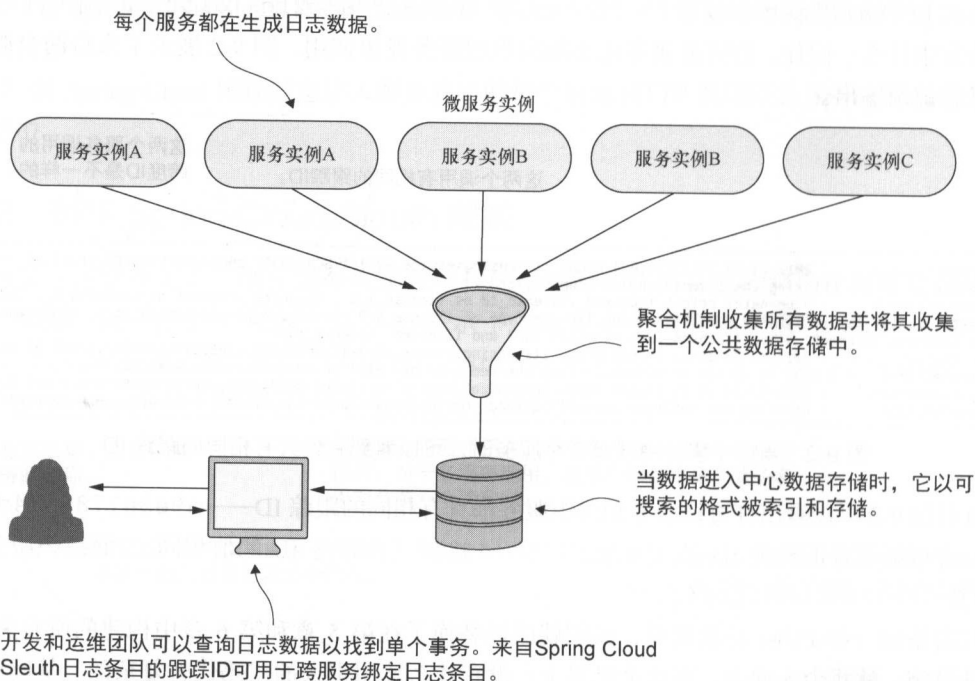 每个服务都在生成日志数据。
微服务实例
服务实例A
服务实例A
服务实例B
服务实例B
服务实例C
聚合机制收集所有数据并将其收集
到一个公共数据存储中。
当数据进入中心数据存储时，它以可
搜索的格式被索引和存储。
开发和运维团队可以查询日志数据以找到单个事务。来自Spring Cloud
Sleuth日志条目的跟踪ID可用于跨服务绑定日志条目。